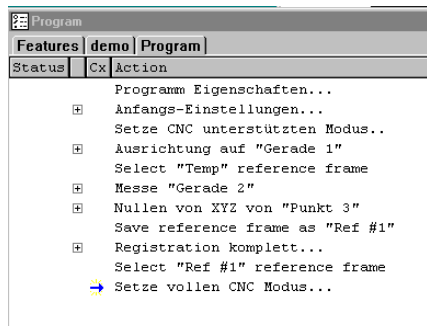 Program
Features demo Program
Status Cx Action
Programm Eigenschaften...
Anfangs-Einstellungen...
Setze CNC unterstützten Modus..
Ausrichtung auf "Gerade 1"
Select "Temp" reference frame
Messe "Gerade 2"
Nullen von XYZ von "Punkt 3"
Save reference frame as "Ref #1"
Registration komplett...
Select "Ref #1" reference frame
Setze vollen CNC Modus...